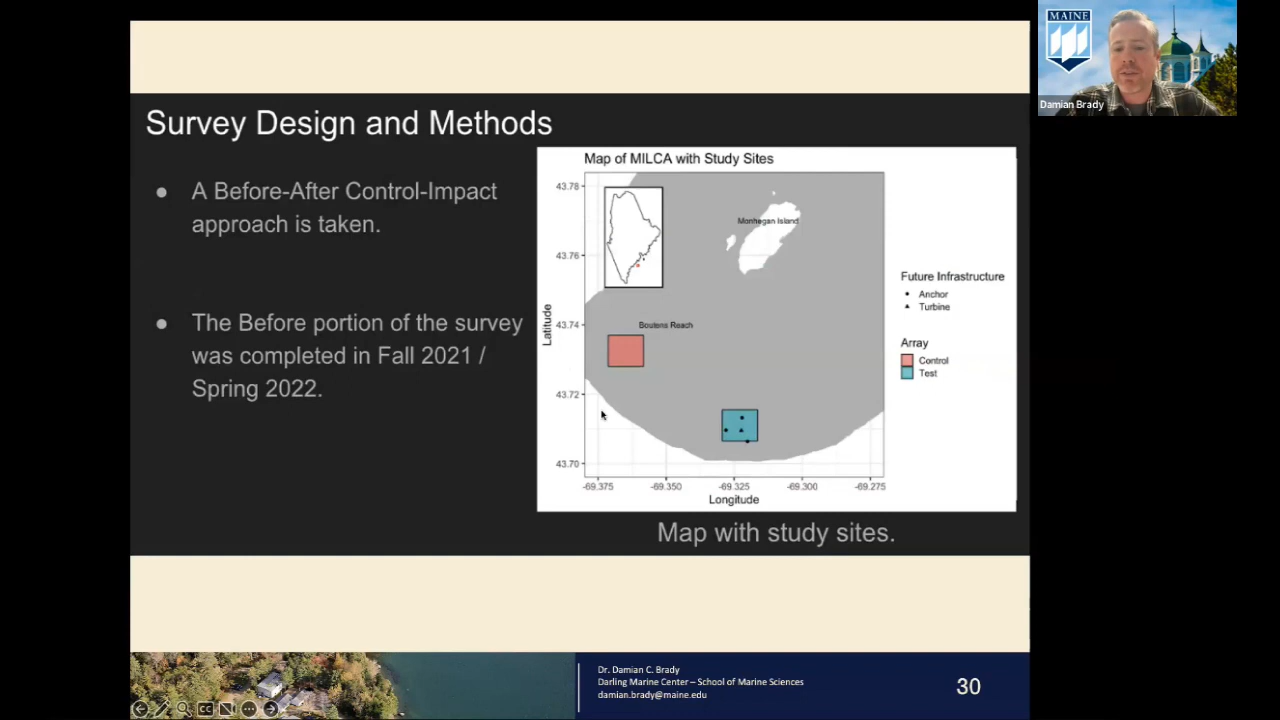 Survey Design and Methods
● A Before-After Control-Impact
approach is taken.
● The Before portion of the survey
was completed in Fall 2021 /
Spring 2022.
Map of MILCA with Study Sites
43.78
43.76
43.74
43.72
43.70
Latitude
Monhegan Island
Boutens Reach
-69.375
-69.350
-69.325
-69.300
-69.275
Longitude
Future Infrastructure
Anchor
Turbine
Array
Control
Test
Map with study sites.
Dr. Damian C. Brady
Darling Marine Center – School of Marine Sciences
damian.brady@maine.edu
30
CC
MAINE
Damian Brady